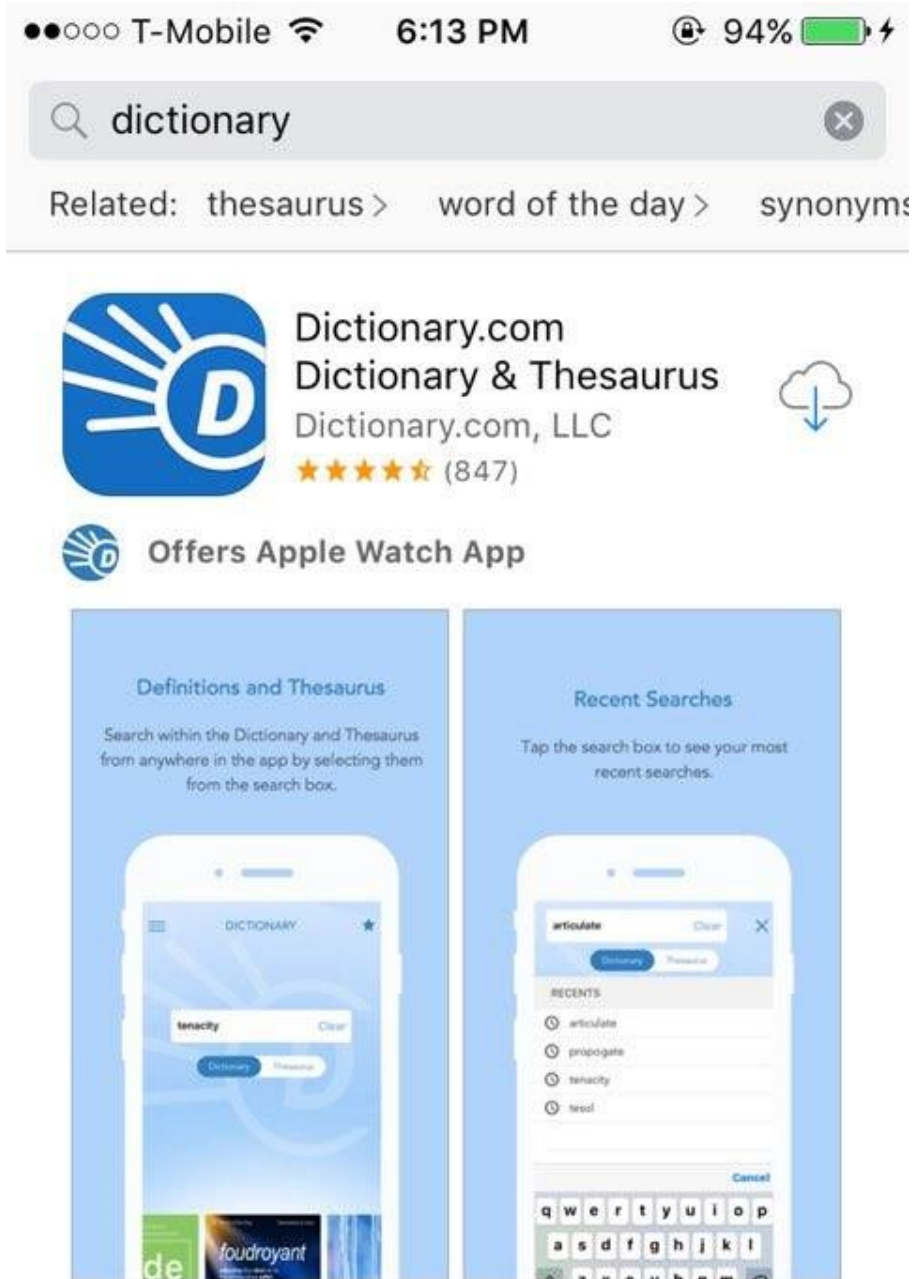 T-Mobile 6:13 PM 94%
dictionary
Related: thesaurus > word of the day > synonyms
D
Dictionary.com
Dictionary & Thesaurus
Dictionary.com, LLC
(847)
D Offers Apple Watch App
Definitions and Thesaurus
Search within the Dictionary and Thesaurus
from anywhere in the app by selecting them
from the search box.
DICTIONARY
tenacity Clear
Dictionary Thesaurus
de
foudroyant
Recent Searches
Tap the search box to see your most
recent searches.
articulate Clear
Dictionary Thesaurus
RECENTS
articulate
propogate
tenacity
Cancel
q w e r t y u i o p
a s d f g h j k l
z x c v b n m